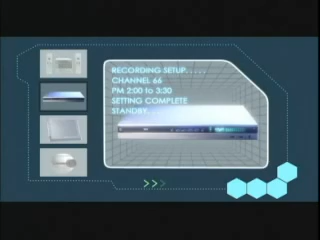 RECORDING SETUP.....
CHANNEL 66
PM 2:00 to 3:30
SETTING COMPLETE
STANDBY...